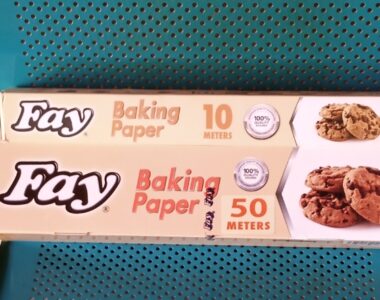 Fay
Baking
Paper
10
METERS
100%
Fay
Baking
Paper
50
METERS
100%